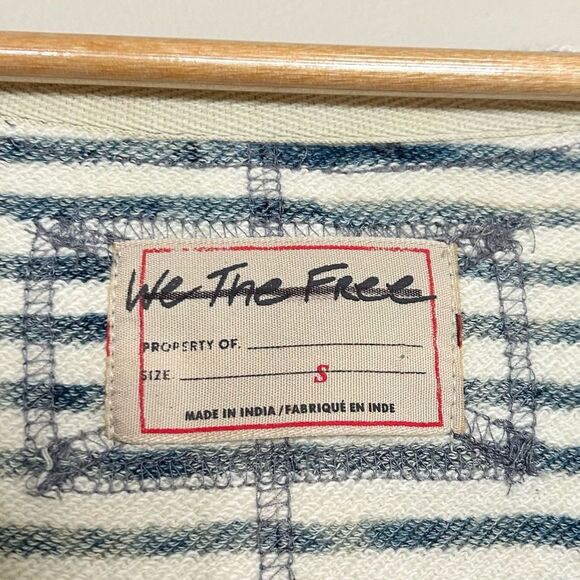 We The Free
PROPERTY OF.
SIZE S
MADE IN INDIA/FABRIQUÉ EN INDE